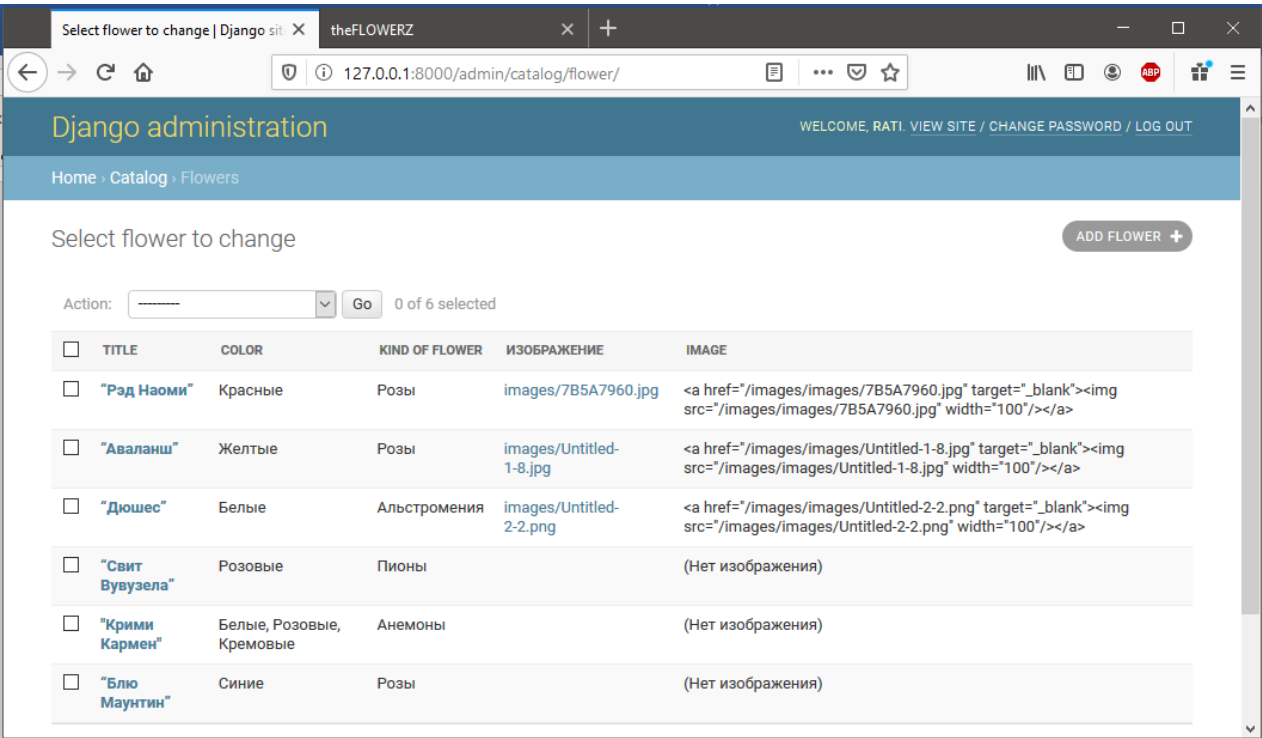 Select flower to change | Django sit
theFLOWERZ
127.0.0.1:8000/admin/catalog/flower/
ABP
Django administration
WELCOME, RATI. VIEW SITE / CHANGE PASSWORD / LOG OUT
Home › Catalog › Flowers
Select flower to change
ADD FLOWER +
Action: --------- Go 0 of 6 selected
TITLE COLOR KIND OF FLOWER ИЗОБРАЖЕНИЕ IMAGE
“Рэд Наоми” Красные Розы images/7B5A7960.jpg <a href="/images/images/7B5A7960.jpg" target="_blank"><img
src="/images/images/7B5A7960.jpg" width="100"/></a>
“Аваланш” Желтые Розы images/Untitled- <a href="/images/images/Untitled-1-8.jpg" target="_blank"><img
1-8.jpg src="/images/images/Untitled-1-8.jpg" width="100"/></a>
“Дюшес” Белые Альстромения images/Untitled- <a href="/images/images/Untitled-2-2.png" target="_blank"><img
2-2.png src="/images/images/Untitled-2-2.png" width="100"/></a>
“Свит Розовые Пионы (Нет изображения)
Вувузела”
"Крими Белые, Розовые, Анемоны (Нет изображения)
Кармен" Кремовые
“Блю Синие Розы (Нет изображения)
Маунтин”